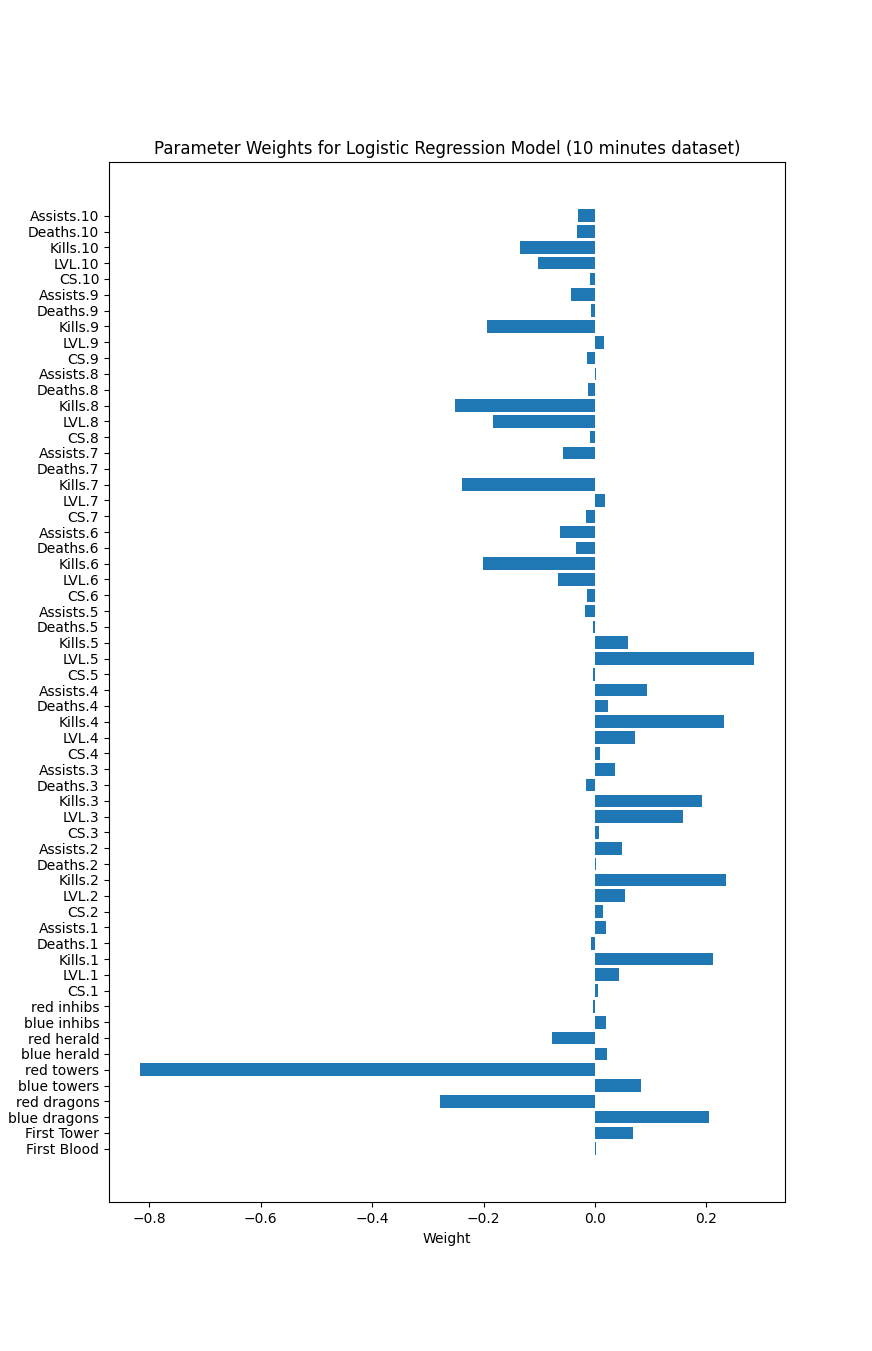 Parameter Weights for Logistic Regression Model (10 minutes dataset)
Assists.10
Deaths.10
Kills.10
LVL.10
CS.10
Assists.9
Deaths.9
Kills.9
LVL.9
CS.9
Assists.8
Deaths.8
Kills.8
LVL.8
CS.8
Assists.7
Deaths.7
Kills.7
LVL.7
CS.7
Assists.6
Deaths.6
Kills.6
LVL.6
CS.6
Assists.5
Deaths.5
Kills.5
LVL.5
CS.5
Assists.4
Deaths.4
Kills.4
LVL.4
CS.4
Assists.3
Deaths.3
Kills.3
LVL.3
CS.3
Assists.2
Deaths.2
Kills.2
LVL.2
CS.2
Assists.1
Deaths.1
Kills.1
LVL.1
CS.1
red inhibs
blue inhibs
red herald
blue herald
red towers
blue towers
red dragons
blue dragons
First Tower
First Blood
−0.8 −0.6 −0.4 −0.2 0.0 0.2
Weight